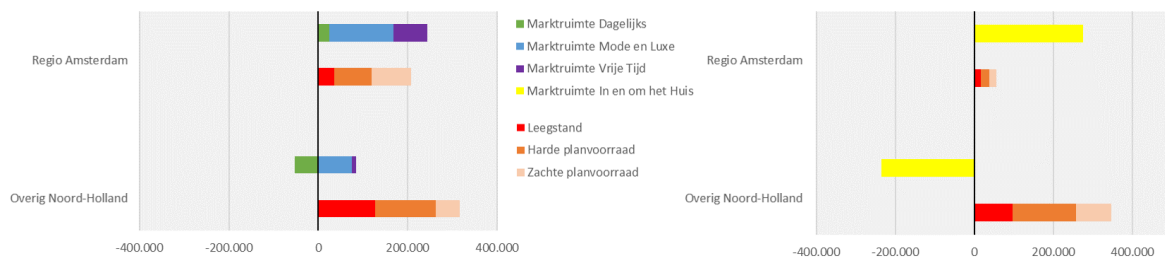 Regio Amsterdam
Overig Noord-Holland
-400.000 -200.000 0 200.000 400.000
Marktruimte Dagelijks
Marktruimte Mode en Luxe
Marktruimte Vrije Tijd
Marktruimte In en om het Huis
Leegstand
Harde planvoorraad
Zachte planvoorraad
Regio Amsterdam
Overig Noord-Holland
-400.000 -200.000 0 200.000 400.000